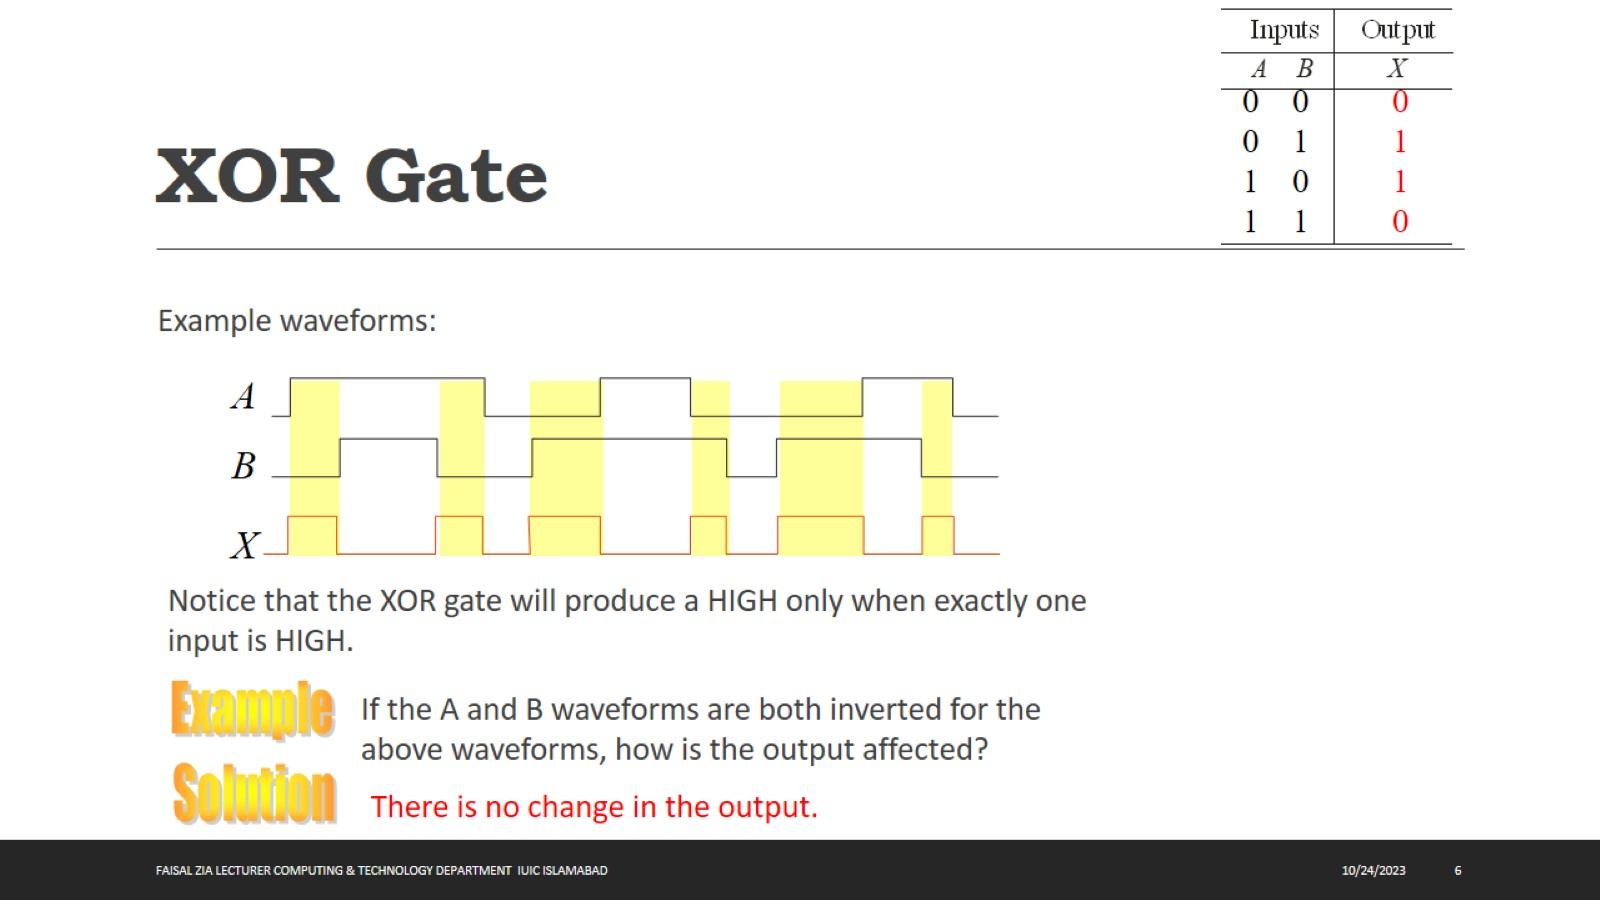 Inputs Output
A B X
0 0 0
0 1 1
1 0 1
1 1 0
XOR Gate
Example waveforms:
A
B
X
Notice that the XOR gate will produce a HIGH only when exactly one
input is HIGH.
Example
If the A and B waveforms are both inverted for the
above waveforms, how is the output affected?
Solution
There is no change in the output.
FAISAL ZIA LECTURER COMPUTING & TECHNOLOGY DEPARTMENT IUIC ISLAMABAD 10/24/2023 6